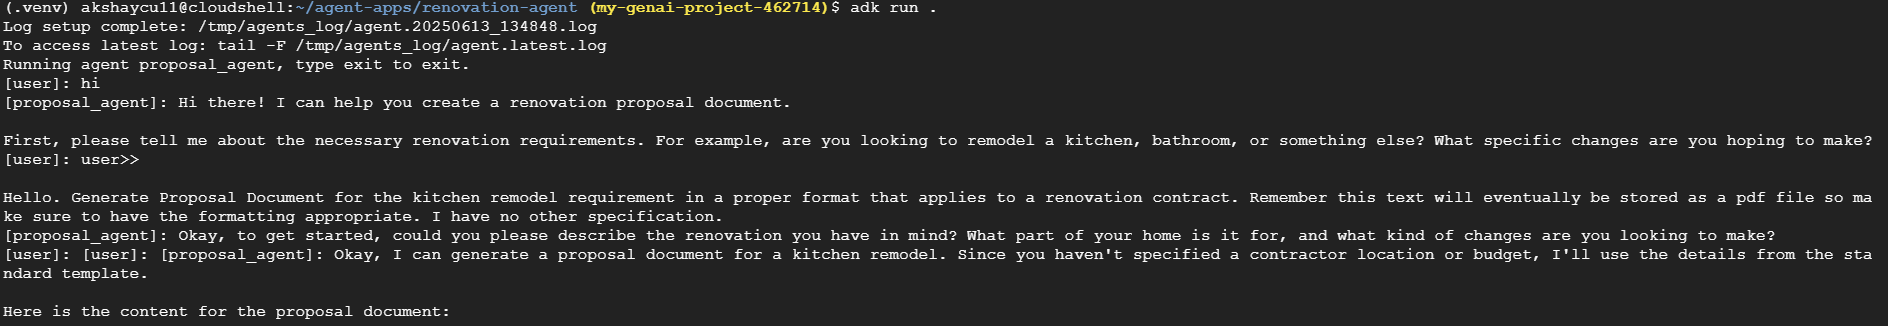 (.venv) akshaycu11@cloudshell:~/agent-apps/renovation-agent (my-genai-project-462714)$ adk run .
Log setup complete: /tmp/agents_log/agent.20250613_134848.log
To access latest log: tail -F /tmp/agents_log/agent.latest.log
Running agent proposal_agent, type exit to exit.
[user]: hi
[proposal_agent]: Hi there! I can help you create a renovation proposal document.
First, please tell me about the necessary renovation requirements. For example, are you looking to remodel a kitchen, bathroom, or something else? What specific changes are you hoping to make?
[user]: user>>
Hello. Generate Proposal Document for the kitchen remodel requirement in a proper format that applies to a renovation contract. Remember this text will eventually be stored as a pdf file so ma
ke sure to have the formatting appropriate. I have no other specification.
[proposal_agent]: Okay, to get started, could you please describe the renovation you have in mind? What part of your home is it for, and what kind of changes are you looking to make?
[user]: [user]: [proposal_agent]: Okay, I can generate a proposal document for a kitchen remodel. Since you haven't specified a contractor location or budget, I'll use the details from the sta
ndard template.
Here is the content for the proposal document: